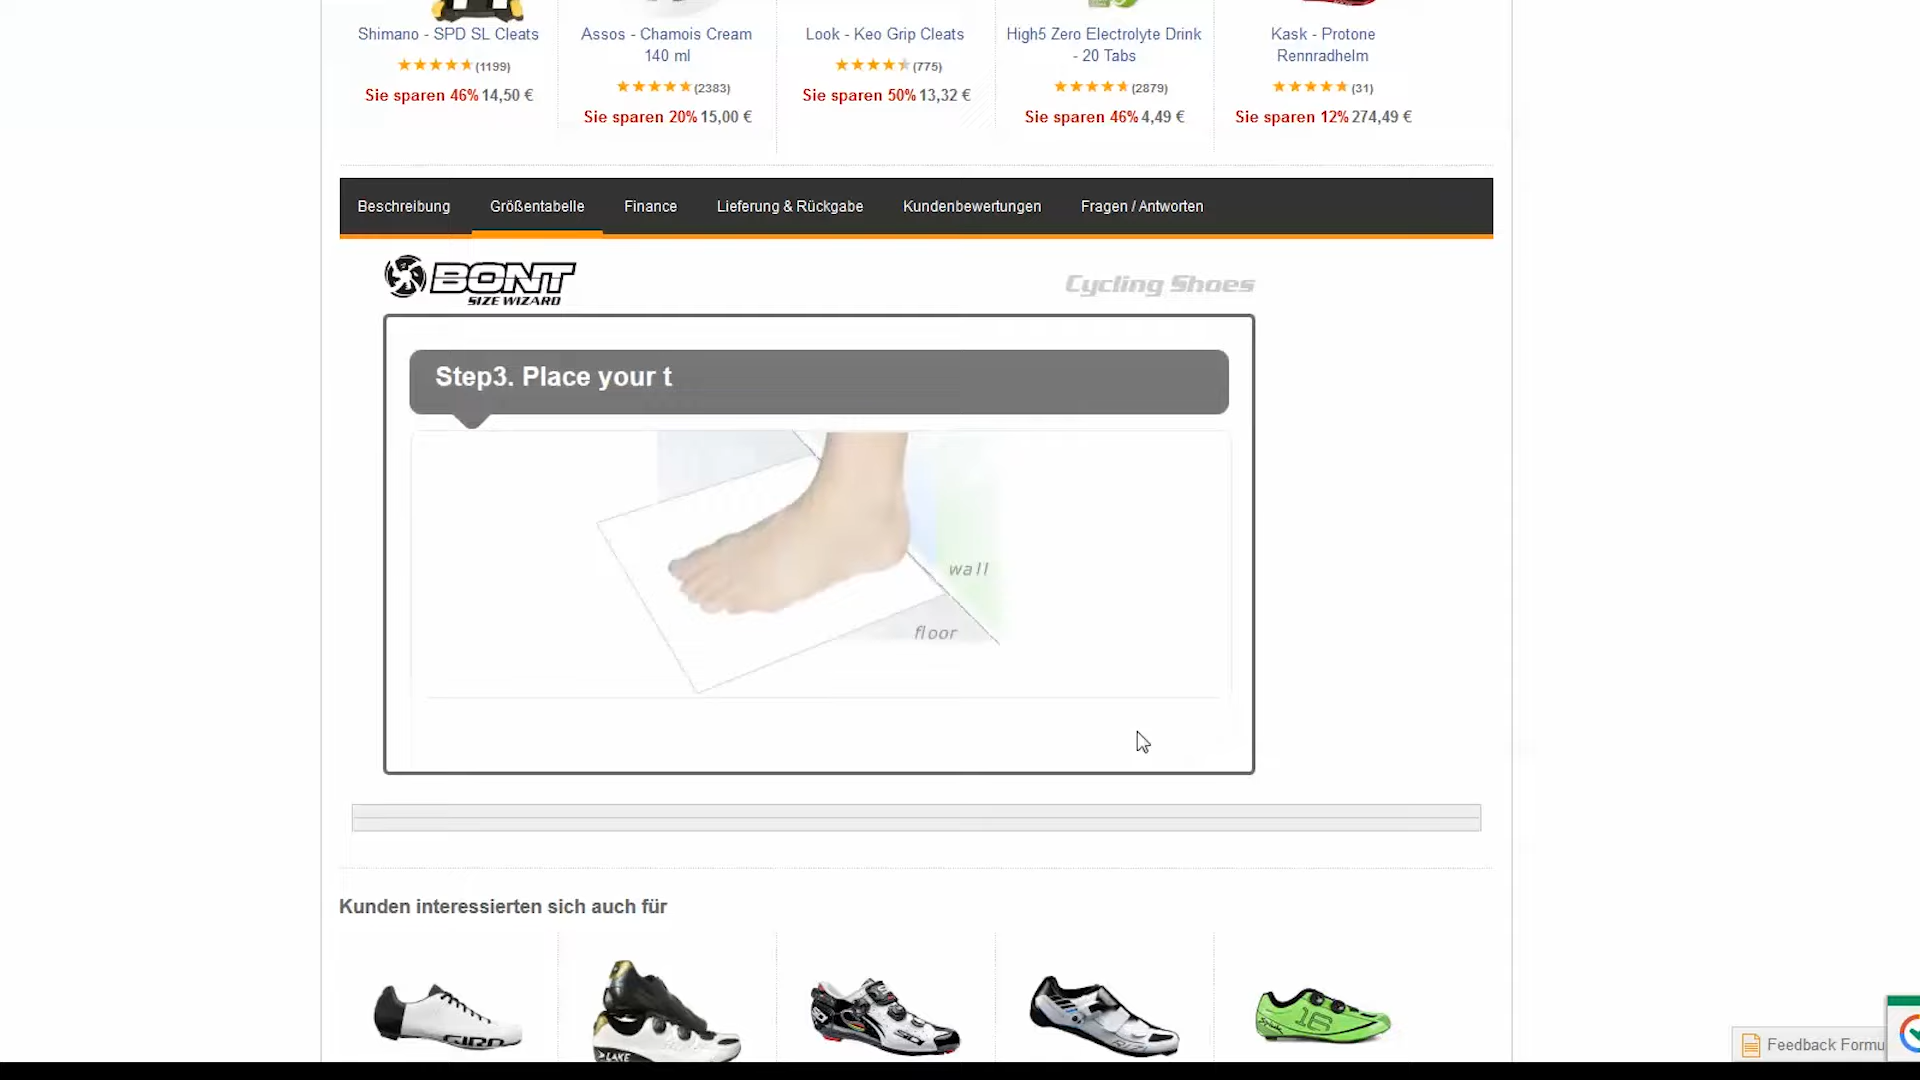 Shimano - SPD SL Cleats
(1199)
Sie sparen 46% 14,50 €
Assos - Chamois Cream
140 ml
(2383)
Sie sparen 20% 15,00 €
Look - Keo Grip Cleats
(775)
Sie sparen 50% 13,32 €
High5 Zero Electrolyte Drink
- 20 Tabs
(2879)
Sie sparen 46% 4,49 €
Kask - Protone
Rennradhelm
(31)
Sie sparen 12% 274,49 €
Beschreibung Größentabelle Finance Lieferung & Rückgabe Kundenbewertungen Fragen / Antworten
BONT
SIZE WIZARD
Cycling Shoes
Step3. Place your t
wall
floor
Kunden interessierten sich auch für
GIRO
LAKE
16
Feedback Formu